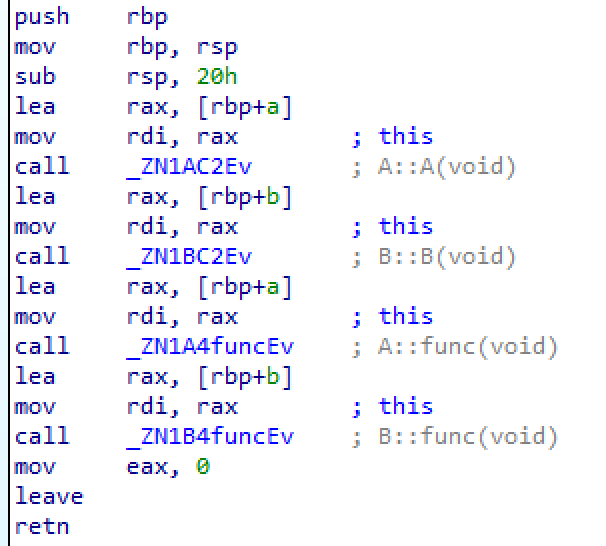 push rbp
mov rbp, rsp
sub rsp, 20h
lea rax, [rbp+a]
mov rdi, rax ; this
call _ZN1AC2Ev ; A::A(void)
lea rax, [rbp+b]
mov rdi, rax ; this
call _ZN1BC2Ev ; B::B(void)
lea rax, [rbp+a]
mov rdi, rax ; this
call _ZN1A4funcEv ; A::func(void)
lea rax, [rbp+b]
mov rdi, rax ; this
call _ZN1B4funcEv ; B::func(void)
mov eax, 0
leave
retn